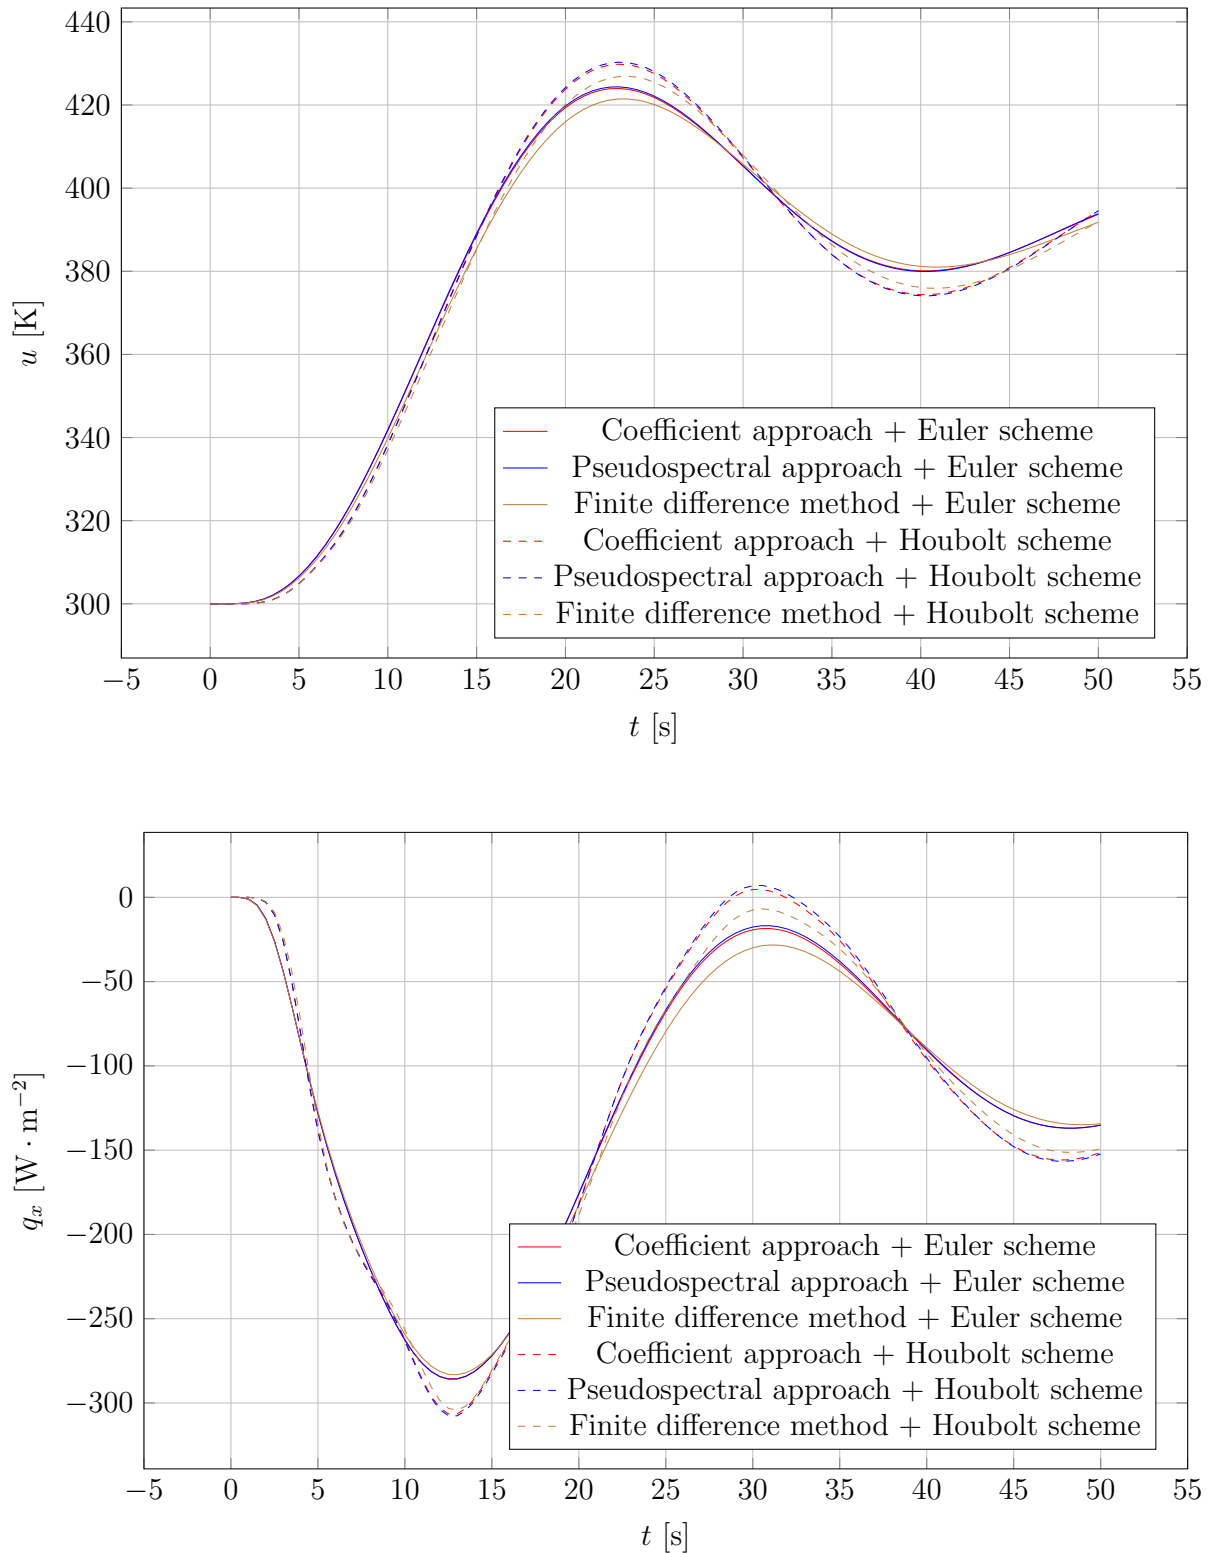 440
420
400
380
360
340
320
300
u [K]
Coefficient approach + Euler scheme
Pseudospectral approach + Euler scheme
Finite difference method + Euler scheme
Coefficient approach + Houbolt scheme
Pseudospectral approach + Houbolt scheme
Finite difference method + Houbolt scheme
−5 0 5 10 15 20 25 30 35 40 45 50 55
t [s]
0
−50
−100
−150
−200
−250
−300
q_x [W · m⁻²]
Coefficient approach + Euler scheme
Pseudospectral approach + Euler scheme
Finite difference method + Euler scheme
Coefficient approach + Houbolt scheme
Pseudospectral approach + Houbolt scheme
Finite difference method + Houbolt scheme
−5 0 5 10 15 20 25 30 35 40 45 50 55
t [s]